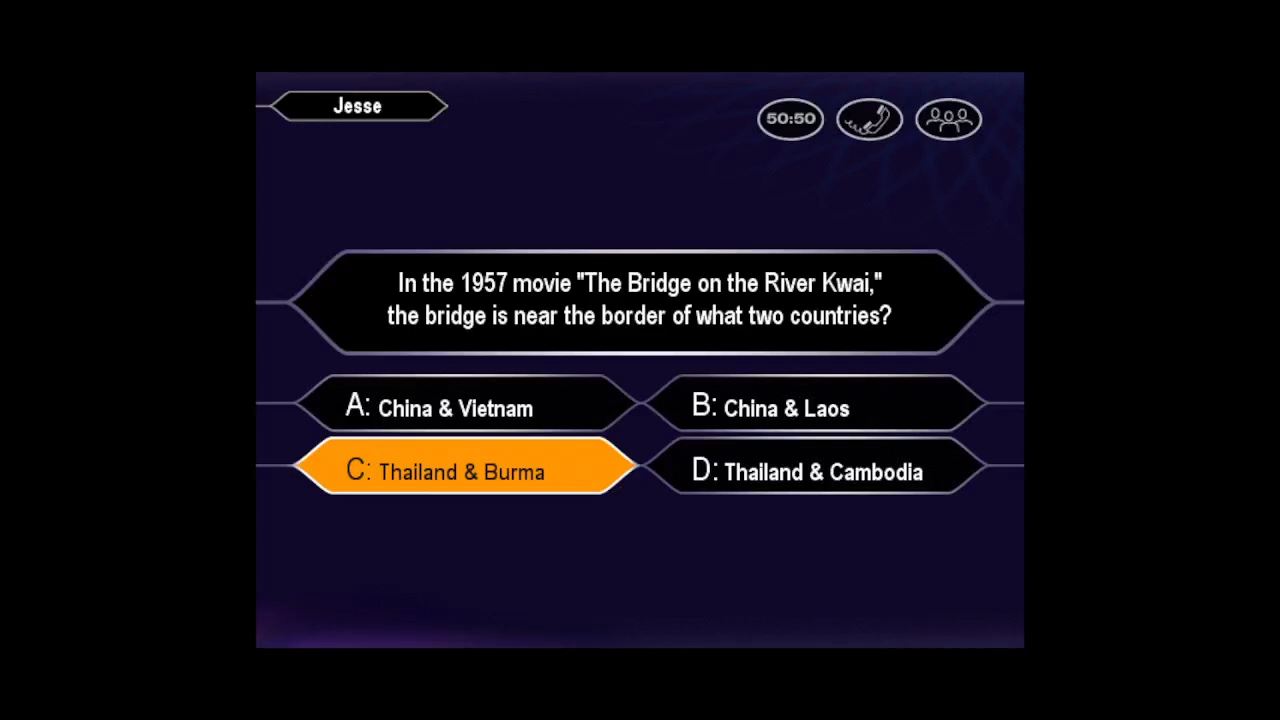 Jesse
50:50
In the 1957 movie "The Bridge on the River Kwai,"
the bridge is near the border of what two countries?
A: China & Vietnam
B: China & Laos
C: Thailand & Burma
D: Thailand & Cambodia